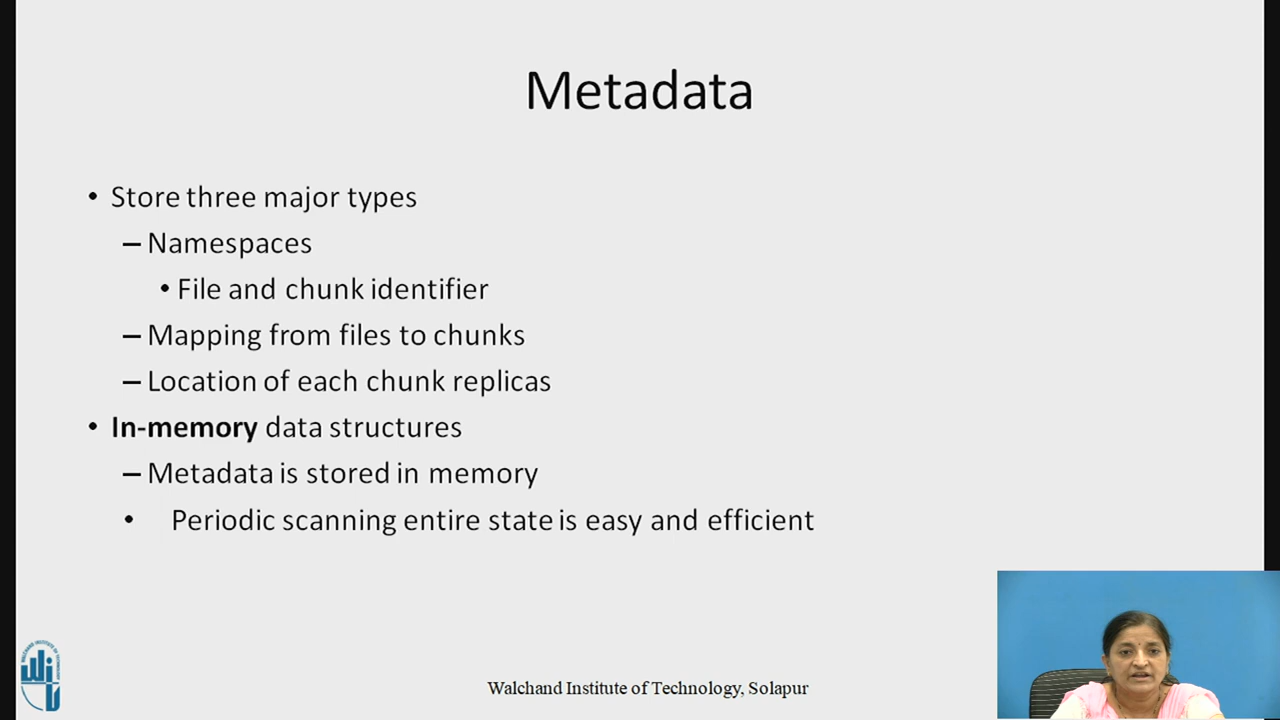 Metadata
• Store three major types
– Namespaces
• File and chunk identifier
– Mapping from files to chunks
– Location of each chunk replicas
• In-memory data structures
– Metadata is stored in memory
• Periodic scanning entire state is easy and efficient
Walchand Institute of Technology, Solapur